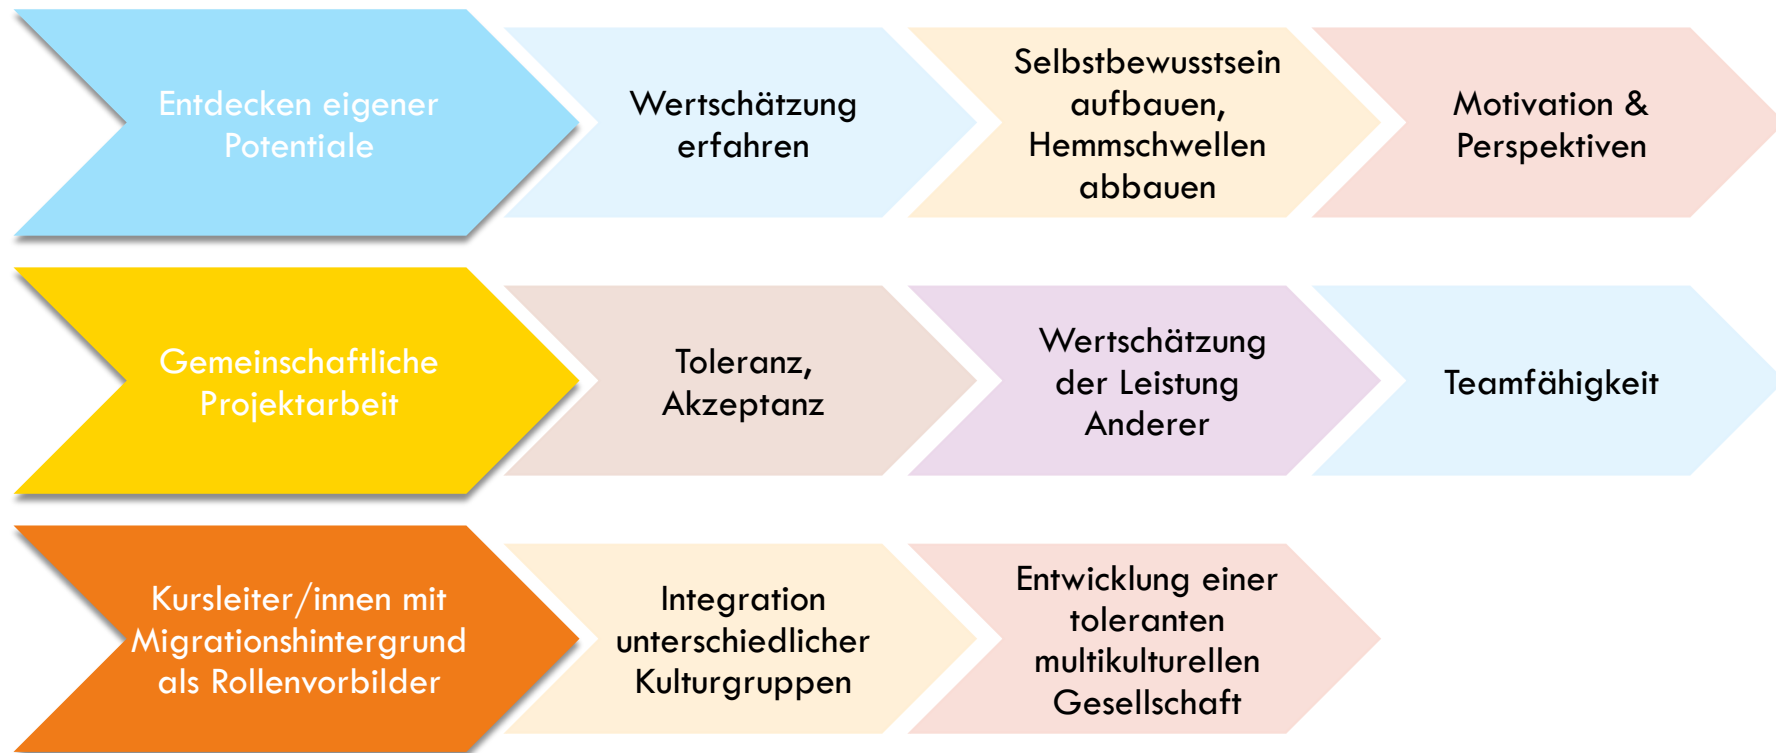 Entdecken eigener
Potentiale
Wertschätzung
erfahren
Selbstbewusstsein
aufbauen,
Hemmschwellen
abbauen
Motivation &
Perspektiven
Gemeinschaftliche
Projektarbeit
Toleranz,
Akzeptanz
Wertschätzung
der Leistung
Anderer
Teamfähigkeit
Kursleiter/innen mit
Migrationshintergrund
als Rollenvorbilder
Integration
unterschiedlicher
Kulturgruppen
Entwicklung einer
toleranten
multikulturellen
Gesellschaft